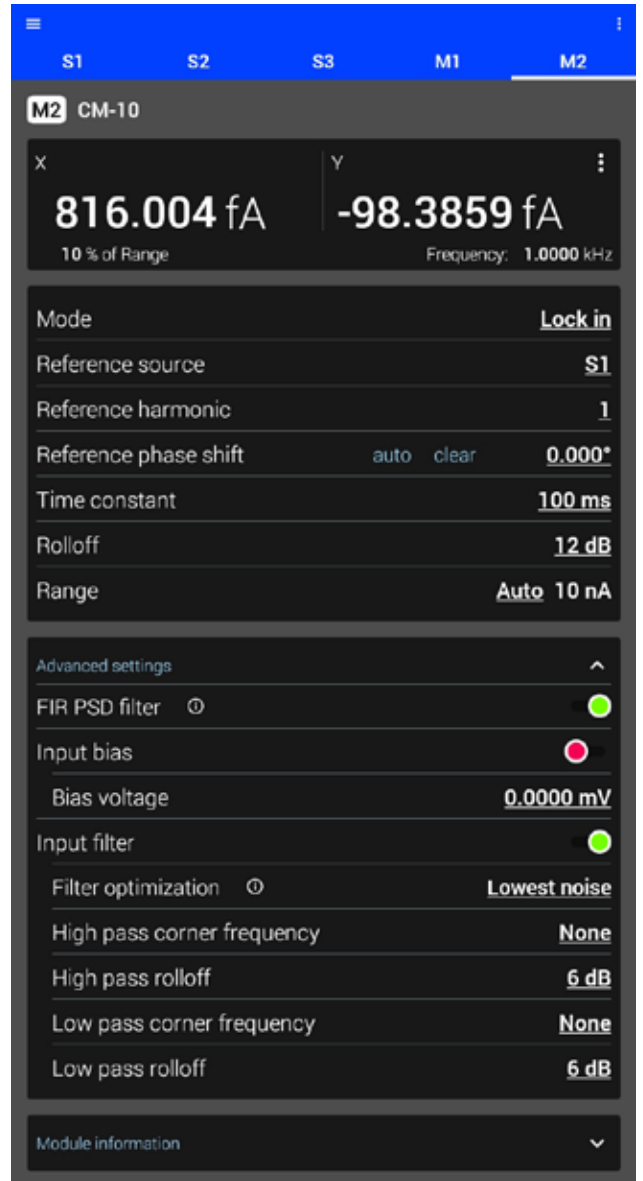 S1 S2 S3 M1 M2
M2 CM-10
X Y
816.004 fA -98.3859 fA
10 % of Range Frequency: 1.0000 kHz
Mode Lock in
Reference source S1
Reference harmonic 1
Reference phase shift auto clear 0.000°
Time constant 100 ms
Rolloff 12 dB
Range Auto 10 nA
Advanced settings
FIR PSD filter
Input bias
Bias voltage 0.0000 mV
Input filter
Filter optimization Lowest noise
High pass corner frequency None
High pass rolloff 6 dB
Low pass corner frequency None
Low pass rolloff 6 dB
Module information